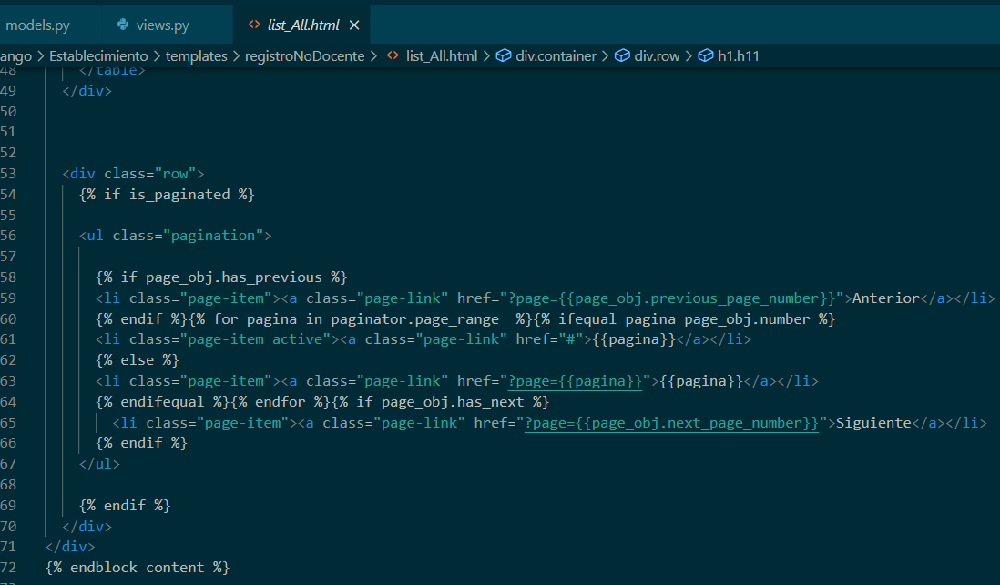 models.py views.py list_All.html
ango > Establecimiento > templates > registroNoDocente > list_All.html > div.container > div.row > h1.h11
48 </table>
49 </div>
50
51
52
53 <div class="row">
54 {% if is_paginated %}
55
56 <ul class="pagination">
57
58 {% if page_obj.has_previous %}
59 <li class="page-item"><a class="page-link" href="?page={{page_obj.previous_page_number}}">Anterior</a></li>
60 {% endif %}{% for pagina in paginator.page_range  %}{% ifequal pagina page_obj.number %}
61 <li class="page-item active"><a class="page-link" href="#">{{pagina}}</a></li>
62 {% else %}
63 <li class="page-item"><a class="page-link" href="?page={{pagina}}">{{pagina}}</a></li>
64 {% endifequal %}{% endfor %}{% if page_obj.has_next %}
65 <li class="page-item"><a class="page-link" href="?page={{page_obj.next_page_number}}">Siguiente</a></li>
66 {% endif %}
67 </ul>
68
69 {% endif %}
70 </div>
71 </div>
72 {% endblock content %}